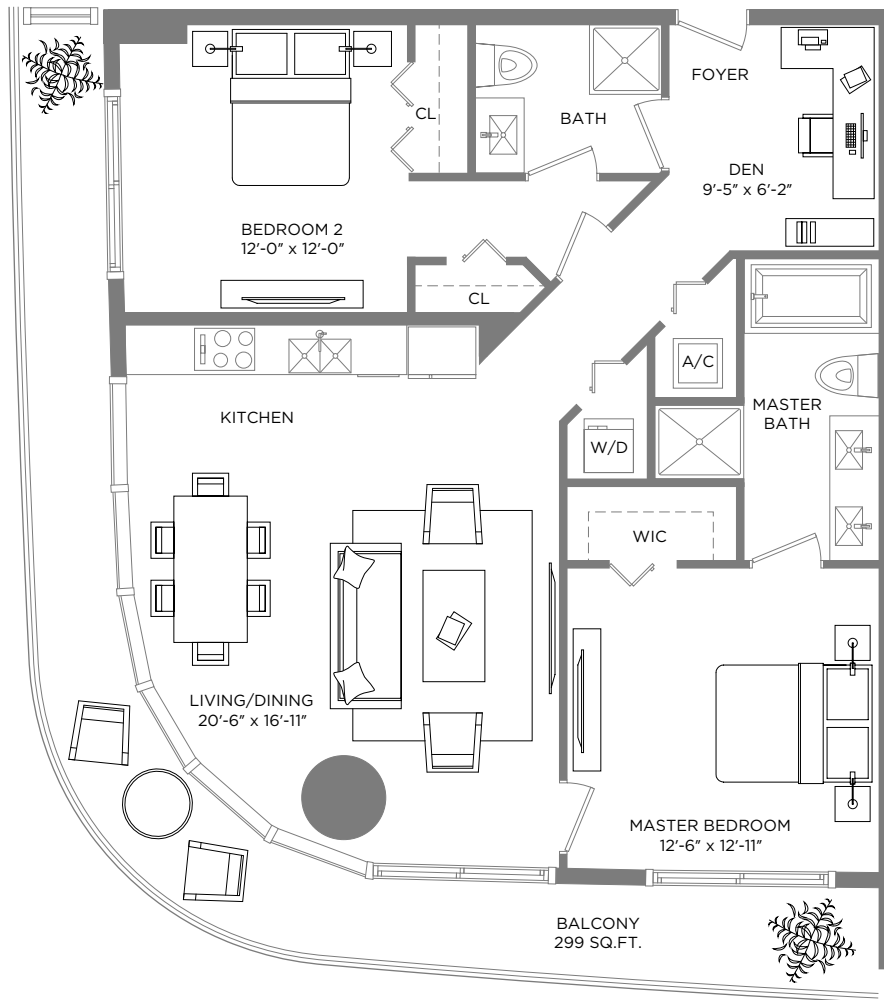 FOYER
CL
BATH
DEN
9'-5" x 6'-2"
BEDROOM 2
12'-0" x 12'-0"
CL
A/C
MASTER
BATH
KITCHEN
W/D
WIC
LIVING/DINING
20'-6" x 16'-11"
MASTER BEDROOM
12'-6" x 12'-11"
BALCONY
299 SQ.FT.